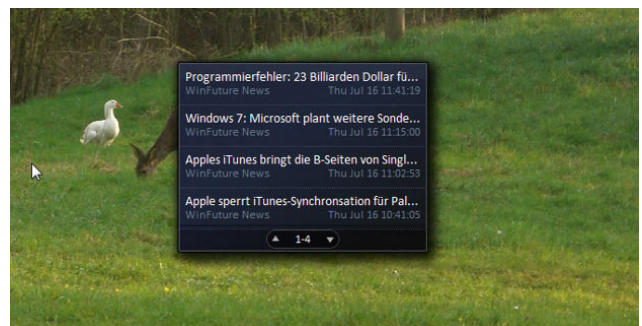 Programmierfehler: 23 Billiarden Dollar fü...
WinFuture News Thu Jul 16 11:41:19
Windows 7: Microsoft plant weitere Sonde...
WinFuture News Thu Jul 16 11:15:00
Apples iTunes bringt die B-Seiten von Singl...
WinFuture News Thu Jul 16 11:02:53
Apple sperrt iTunes-Synchronsation für Pal...
WinFuture News Thu Jul 16 10:41:05
1-4